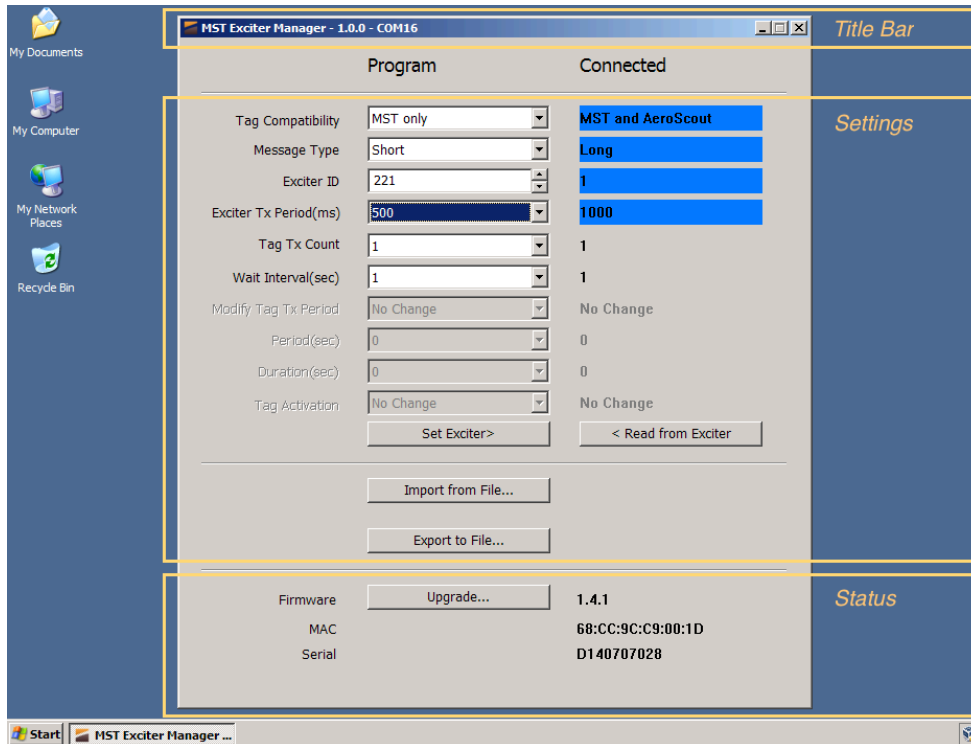 My Documents
My Computer
My Network
Places
Recycle Bin
MST Exciter Manager - 1.0.0 - COM16
Title Bar
Program Connected
Settings
Tag Compatibility MST only MST and AeroScout
Message Type Short Long
Exciter ID 221 1
Exciter Tx Period(ms) 500 1000
Tag Tx Count 1 1
Wait Interval(sec) 1 1
Modify Tag Tx Period No Change No Change
Period(sec) 0 0
Duration(sec) 0 0
Tag Activation No Change No Change
Set Exciter> < Read from Exciter
Import from File...
Export to File...
Status
Firmware Upgrade... 1.4.1
MAC 68:CC:9C:C9:00:1D
Serial D140707028
Start MST Exciter Manager ...